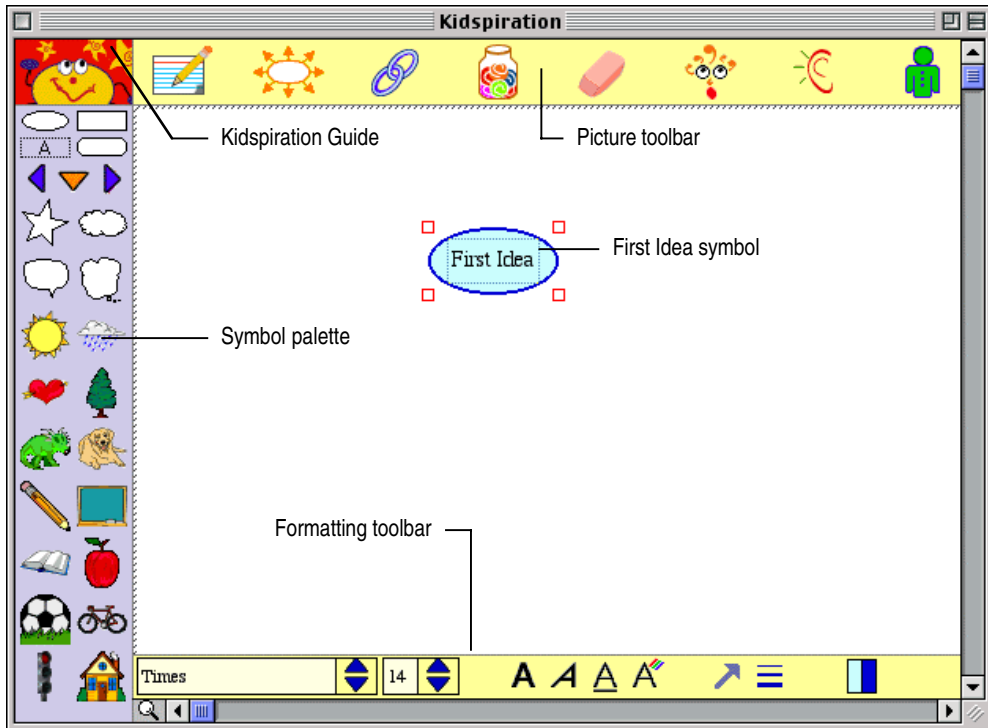 Kidspiration
Kidspiration Guide
Picture toolbar
A
First Idea
First Idea symbol
Symbol palette
Formatting toolbar
Times
14
A A A A